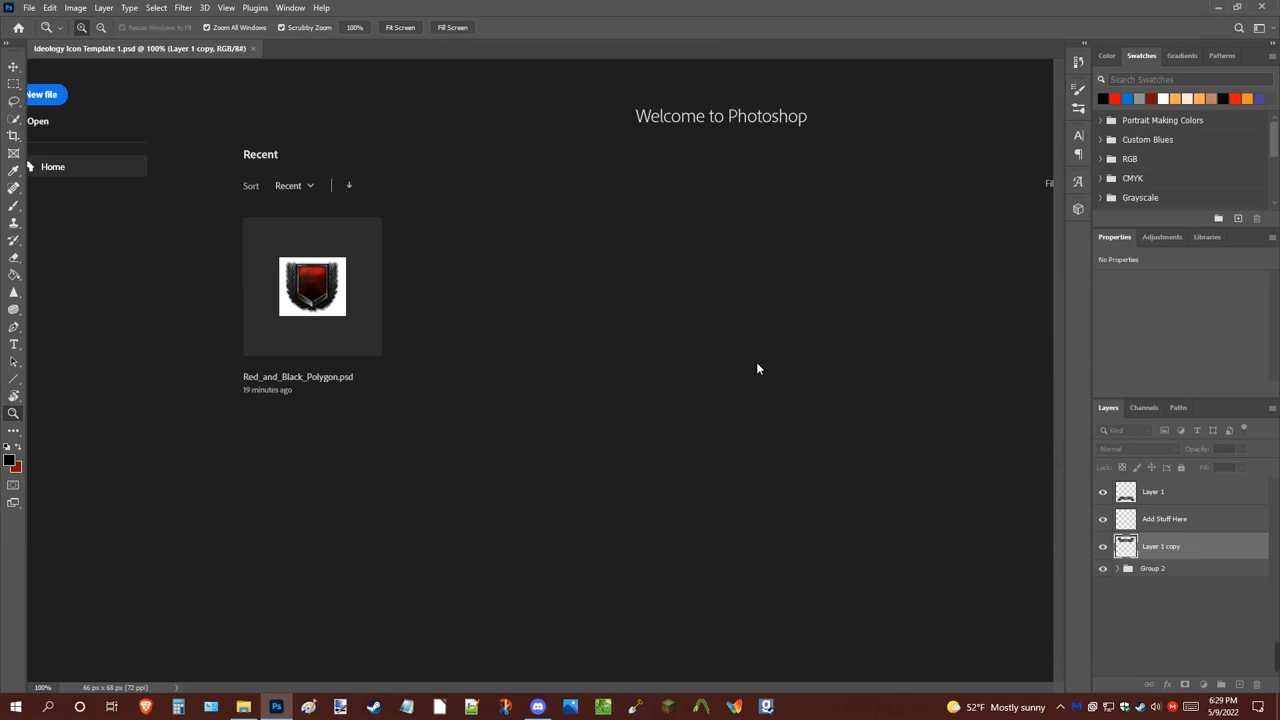 File Edit Image Layer Type Select Filter 3D View Plugins Window Help
Resize Windows to Fit Zoom All Windows Scrubby Zoom 100% Fit Screen Fill Screen
Ideology Icon Template 1.psd @ 100% (Layer 1 copy, RGB/8#)
Color Swatches Gradients Patterns
Search Swatches
New file
Welcome to Photoshop
Open
Portrait Making Colors
Custom Blues
Recent
RGB
Home
CMYK
Sort Recent
Fil
Grayscale
Properties Adjustments Libraries
No Properties
Red_and_Black_Polygon.psd
19 minutes ago
Layers Channels Paths
Kind
Normal Opacity:
Lock: Fill:
Layer 1
Add Stuff Here
Layer 1 copy
Group 2
100% 66 px x 68 px (72 ppi)
52°F Mostly sunny
6:29 PM
5/9/2022